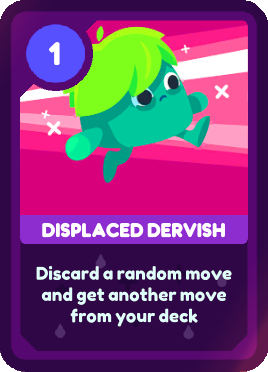 1
DISPLACED DERVISH
Discard a random move
and get another move
from your deck